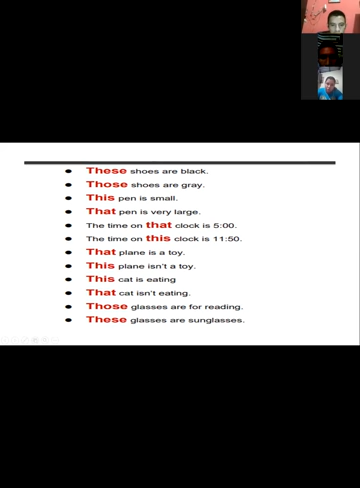 These shoes are black.
Those shoes are gray.
This pen is small.
That pen is very large.
The time on that clock is 5:00.
The time on this clock is 11:50.
That plane is a toy.
This plane isn't a toy.
This cat is eating
That cat isn't eating.
Those glasses are for reading.
These glasses are sunglasses.